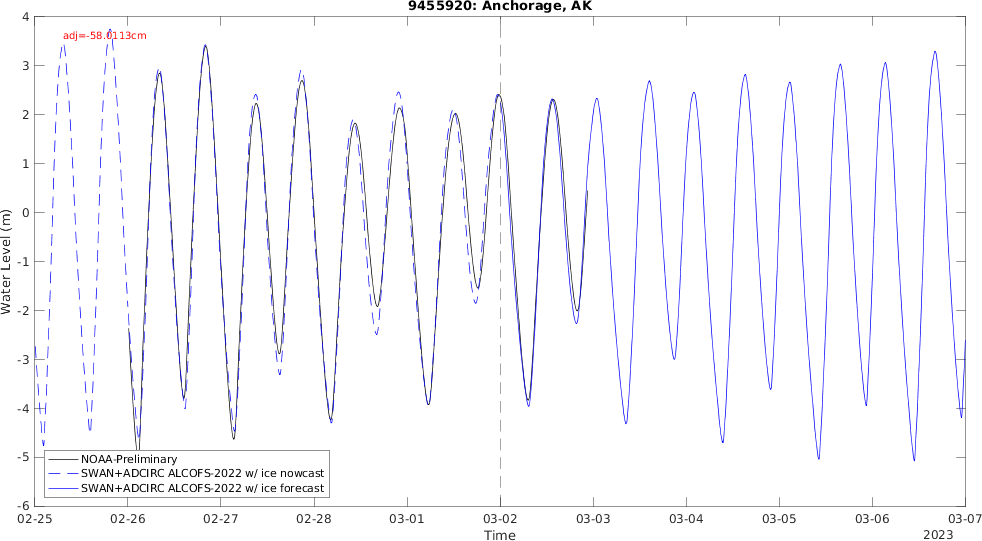 9455920: Anchorage, AK
adj=-58.0113cm
4
3
2
1
0
-1
-2
-3
-4
-5
-6
Water Level (m)
NOAA-Preliminary
SWAN+ADCIRC ALCOFS-2022 w/ ice nowcast
SWAN+ADCIRC ALCOFS-2022 w/ ice forecast
02-25 02-26 02-27 02-28 03-01 03-02 03-03 03-04 03-05 03-06 03-07
Time
2023